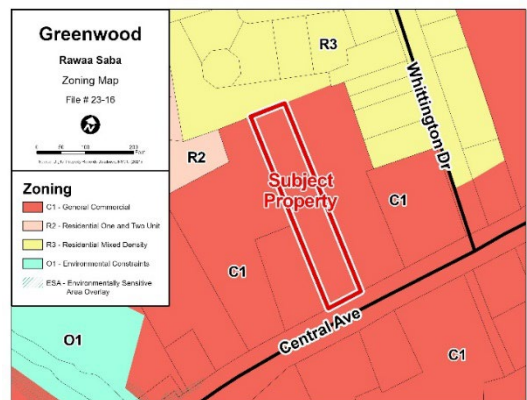 Greenwood
Rawaa Saba
Zoning Map
File # 23-16
Zoning
C1 - General Commercial
R2 - Residential One and Two Unit
R3 - Residential Mixed Density
O1 - Environmental Constraints
ESA - Environmentally Sensitive
Area Overlay
R3
Whittington Dr
R2
Subject
Property
C1
C1
Central Ave
O1
C1